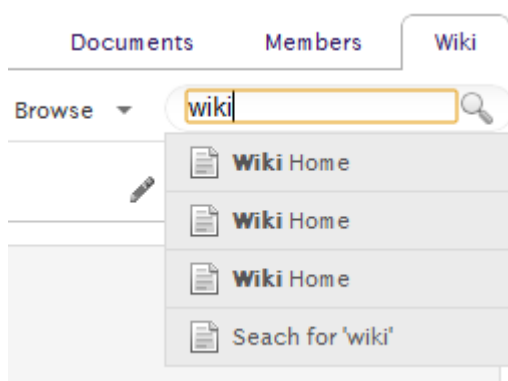 Documents Members Wiki
Browse wiki
Wiki Home
Wiki Home
Wiki Home
Seach for 'wiki'